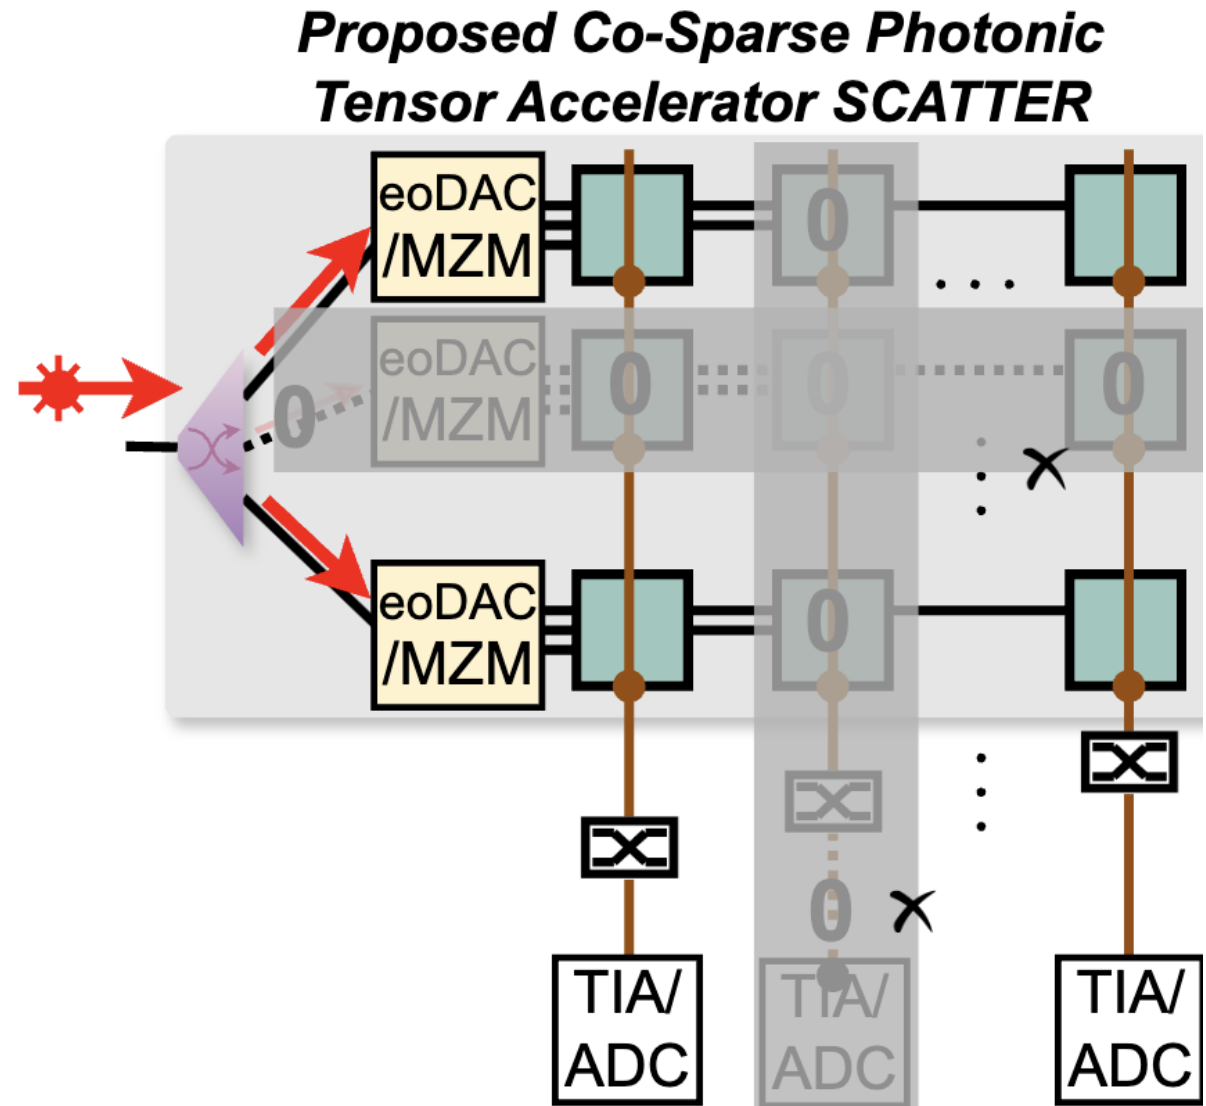 Proposed Co-Sparse Photonic
Tensor Accelerator SCATTER
eoDAC
/MZM
0
. . .
0
eoDAC
/MZM
0
0
0
eoDAC
/MZM
0
0
TIA/
ADC
TIA/
ADC
TIA/
ADC